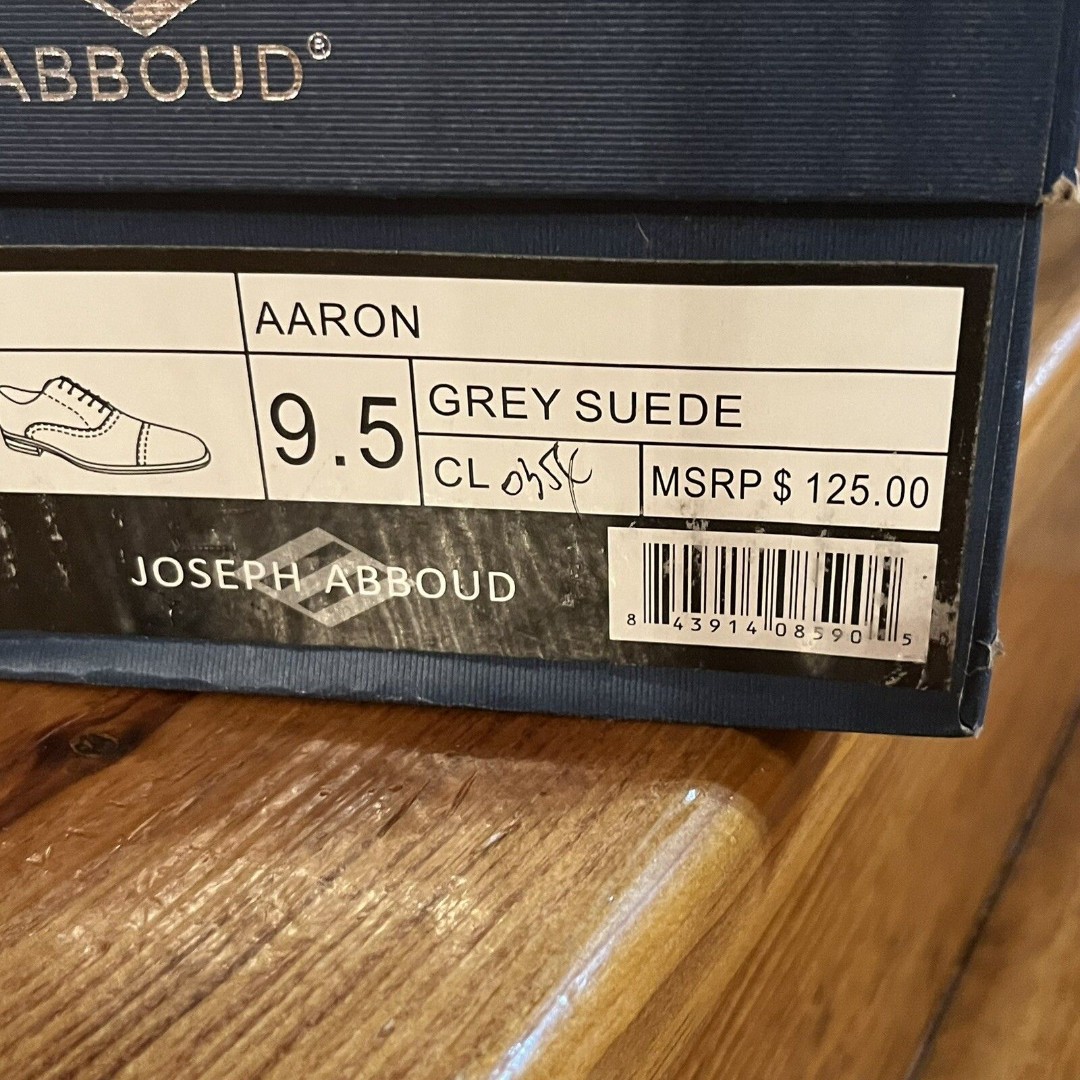 ABBOUD®
AARON
9.5
GREY SUEDE
CL
MSRP $ 125.00
JOSEPH ABBOUD
8 43914 08590 5